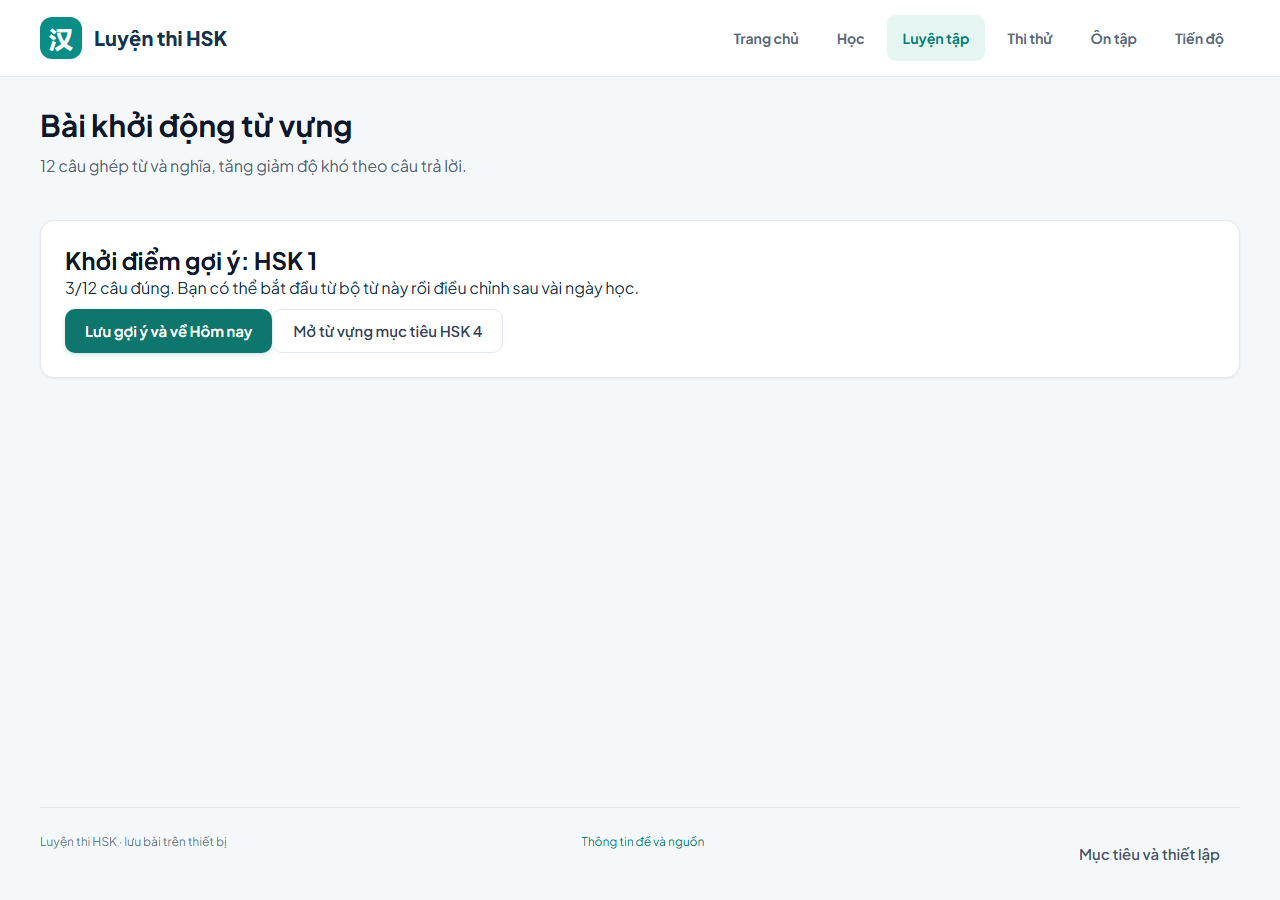 汉 Luyện thi HSK
Trang chủ Học Luyện tập Thi thử Ôn tập Tiến độ
Bài khởi động từ vựng
12 câu ghép từ và nghĩa, tăng giảm độ khó theo câu trả lời.
Khởi điểm gợi ý: HSK 1
3/12 câu đúng. Bạn có thể bắt đầu từ bộ từ này rồi điều chỉnh sau vài ngày học.
Lưu gợi ý và về Hôm nay Mở từ vựng mục tiêu HSK 4
Luyện thi HSK · lưu bài trên thiết bị Thông tin đề và nguồn Mục tiêu và thiết lập